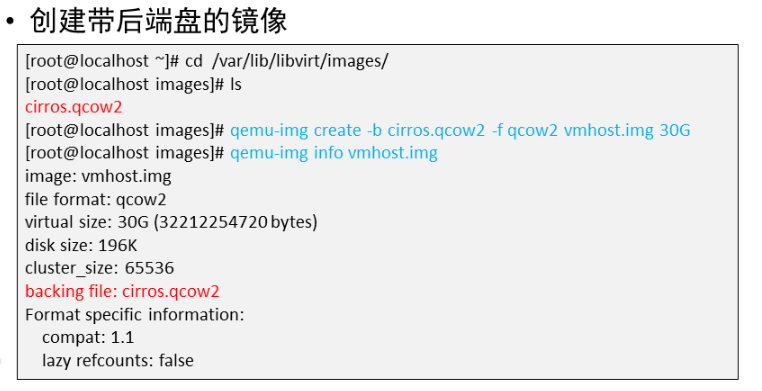 • 创建带后端盘的镜像
[root@localhost ~]# cd /var/lib/libvirt/images/
[root@localhost images]# ls
cirros.qcow2
[root@localhost images]# qemu-img create -b cirros.qcow2 -f qcow2 vmhost.img 30G
[root@localhost images]# qemu-img info vmhost.img
image: vmhost.img
file format: qcow2
virtual size: 30G (32212254720 bytes)
disk size: 196K
cluster_size: 65536
backing file: cirros.qcow2
Format specific information:
    compat: 1.1
    lazy refcounts: false